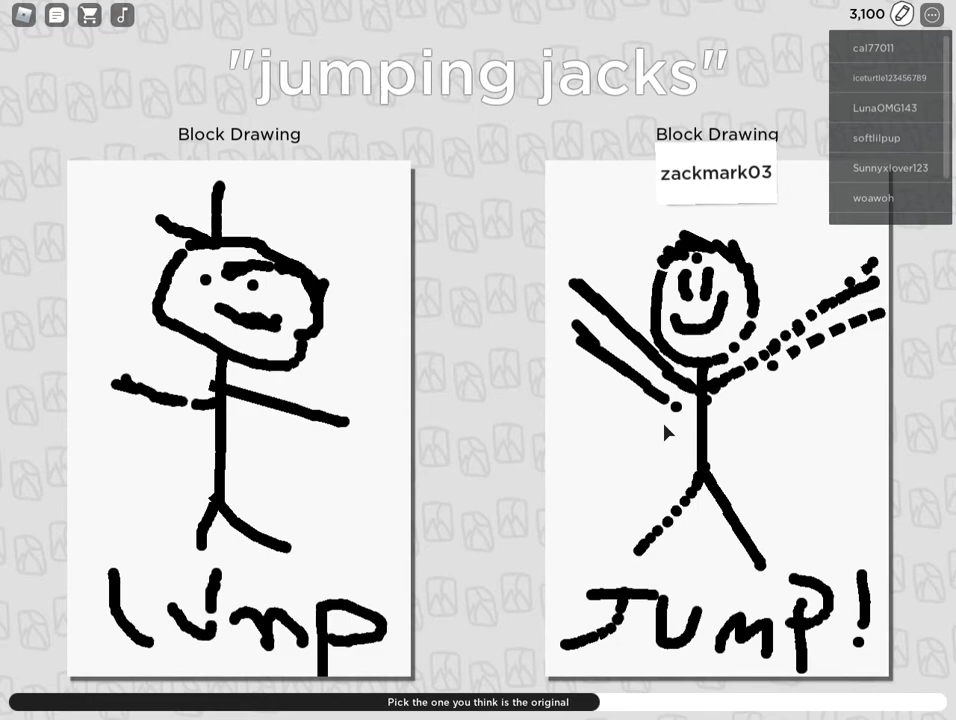 3,100
"jumping jacks"
cal77011
iceturtle123456789
LunaOMG143
softlilpup
Sunnyxlover123
woawoh
Block Drawing
Block Drawing
zackmark03
Jump
JUMP!
Pick the one you think is the original